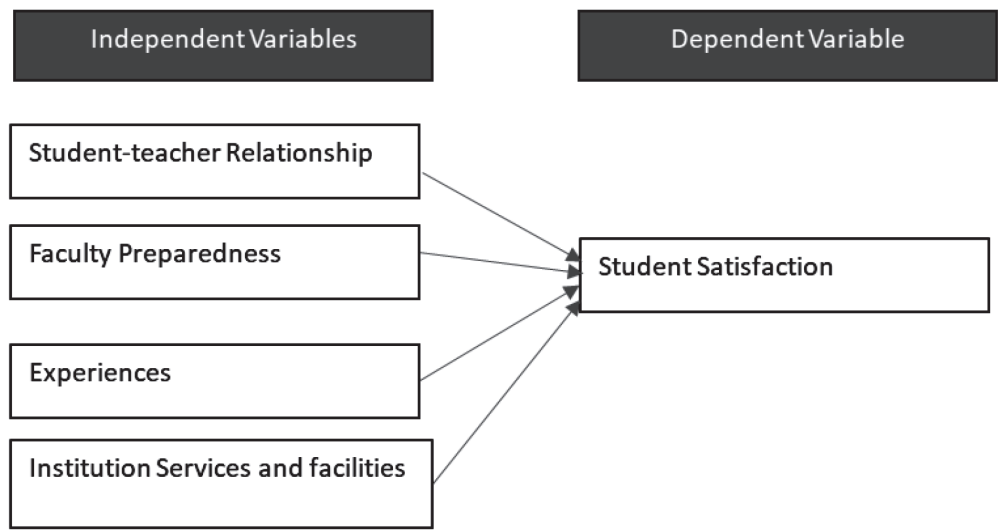 Independent Variables
Dependent Variable
Student-teacher Relationship
Faculty Preparedness
Experiences
Institution Services and facilities
Student Satisfaction